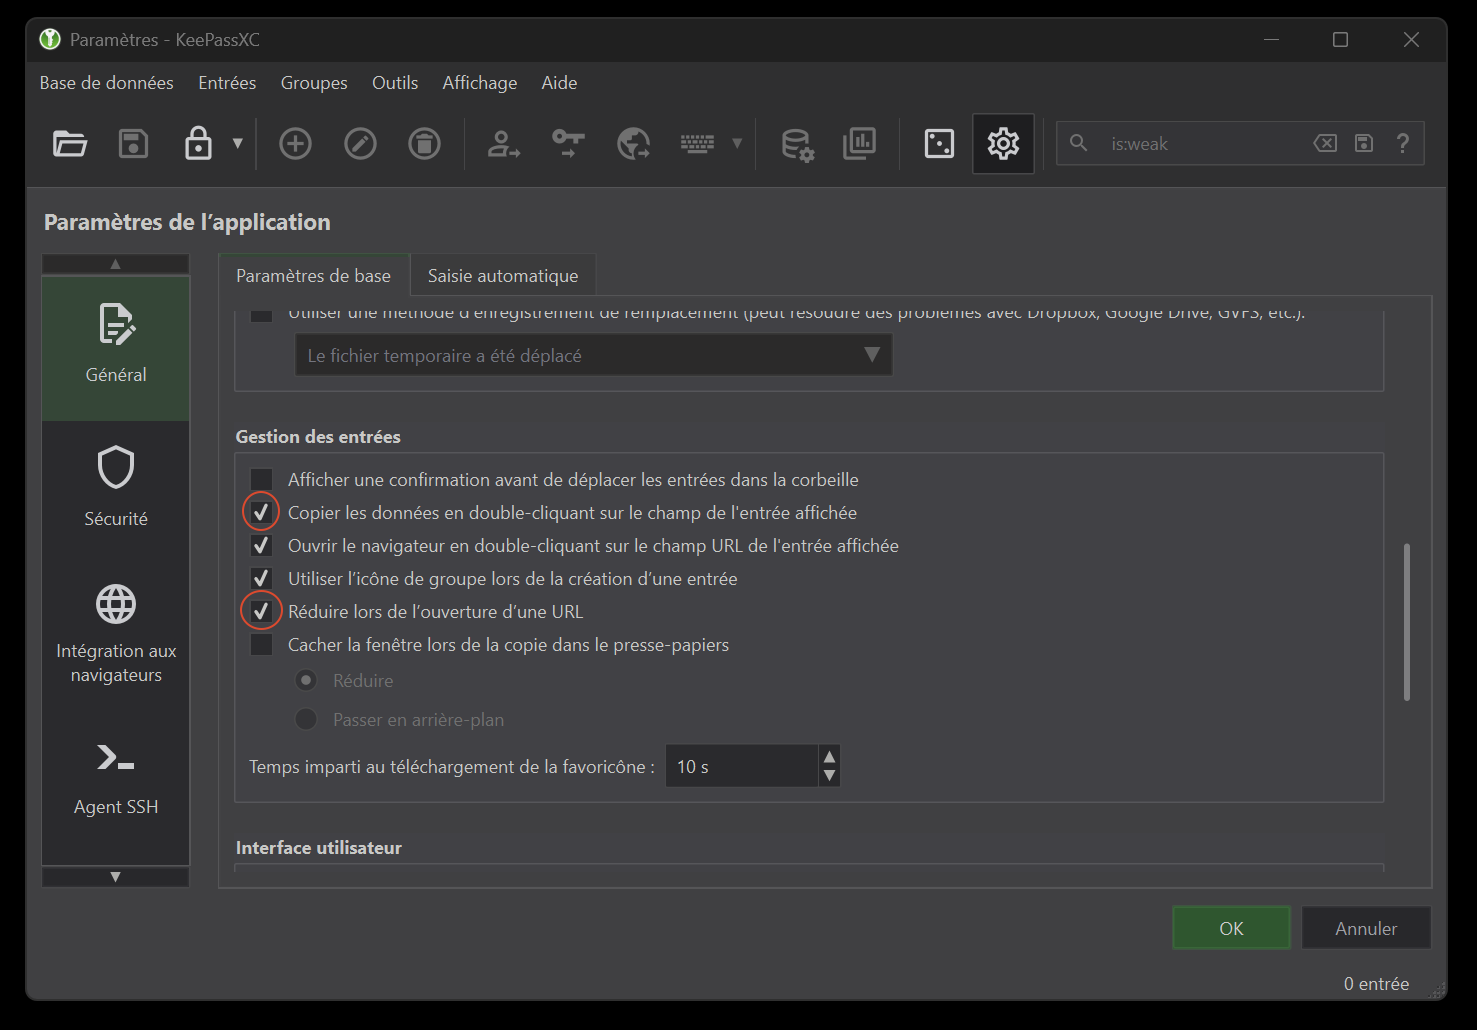 Paramètres - KeePassXC
Base de données Entrées Groupes Outils Affichage Aide
is:weak ?
Paramètres de l’application
Paramètres de base Saisie automatique
Utiliser une méthode d'enregistrement de remplacement (peut résoudre des problèmes avec Dropbox, Google Drive, GVFS, etc.).
Le fichier temporaire a été déplacé
Général
Sécurité
Intégration aux
navigateurs
Agent SSH
Gestion des entrées
Afficher une confirmation avant de déplacer les entrées dans la corbeille
Copier les données en double-cliquant sur le champ de l'entrée affichée
Ouvrir le navigateur en double-cliquant sur le champ URL de l'entrée affichée
Utiliser l’icône de groupe lors de la création d’une entrée
Réduire lors de l’ouverture d’une URL
Cacher la fenêtre lors de la copie dans le presse-papiers
Réduire
Passer en arrière-plan
Temps imparti au téléchargement de la favoricône : 10 s
Interface utilisateur
OK Annuler
0 entrée